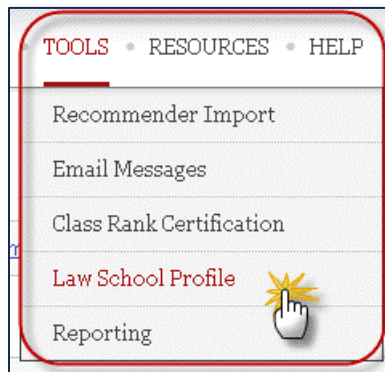 TOOLS • RESOURCES • HELP
Recommender Import
Email Messages
Class Rank Certification
Law School Profile
Reporting